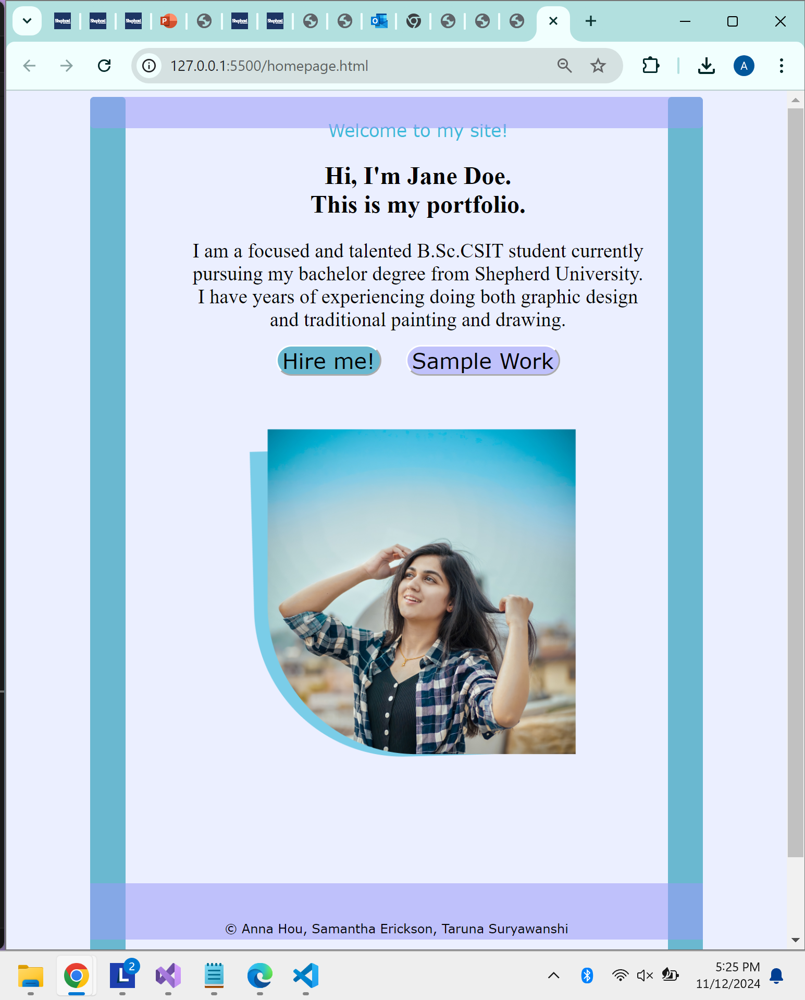 127.0.0.1:5500/homepage.html
A
Welcome to my site!
Hi, I'm Jane Doe.
This is my portfolio.
I am a focused and talented B.Sc.CSIT student currently
pursuing my bachelor degree from Shepherd University.
I have years of experiencing doing both graphic design
and traditional painting and drawing.
Hire me!
Sample Work
© Anna Hou, Samantha Erickson, Taruna Suryawanshi
L
2
5:25 PM
11/12/2024